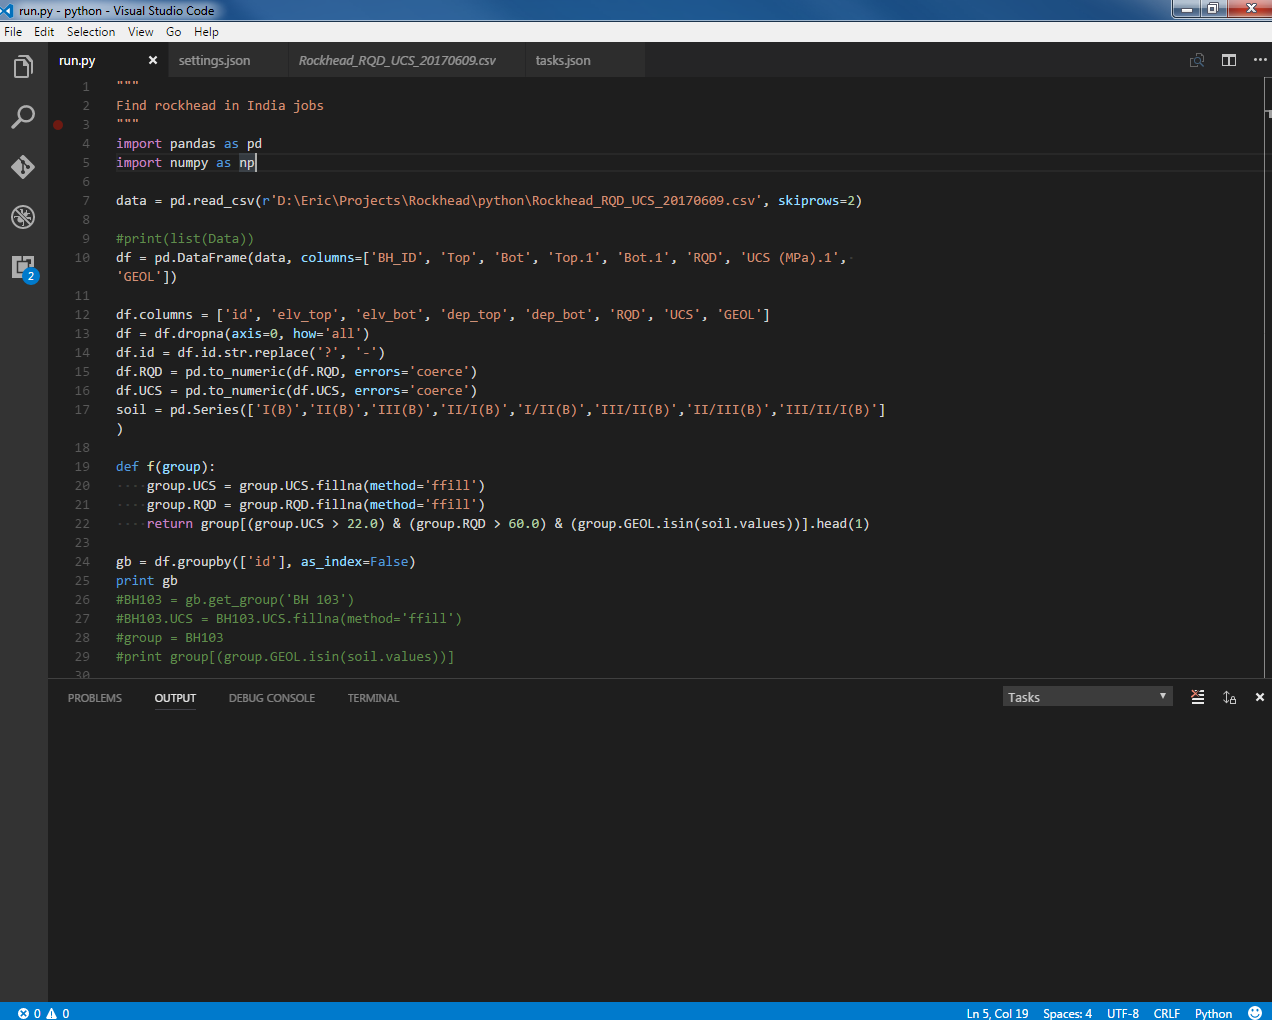 run.py - python - Visual Studio Code
File Edit Selection View Go Help
run.py × settings.json Rockhead_RQD_UCS_20170609.csv tasks.json
1 """
2 Find rockhead in India jobs
3 """
4 import pandas as pd
5 import numpy as np
6
7 data = pd.read_csv(r'D:\Eric\Projects\Rockhead\python\Rockhead_RQD_UCS_20170609.csv', skiprows=2)
8
9 #print(list(Data))
10 df = pd.DataFrame(data, columns=['BH_ID', 'Top', 'Bot', 'Top.1', 'Bot.1', 'RQD', 'UCS (MPa).1',
'GEOL'])
11
12 df.columns = ['id', 'elv_top', 'elv_bot', 'dep_top', 'dep_bot', 'RQD', 'UCS', 'GEOL']
13 df = df.dropna(axis=0, how='all')
14 df.id = df.id.str.replace('?', '-')
15 df.RQD = pd.to_numeric(df.RQD, errors='coerce')
16 df.UCS = pd.to_numeric(df.UCS, errors='coerce')
17 soil = pd.Series(['I(B)','II(B)','III(B)','II/I(B)','I/II(B)','III/II(B)','II/III(B)','III/II/I(B)']
)
18
19 def f(group):
20 ····group.UCS = group.UCS.fillna(method='ffill')
21 ····group.RQD = group.RQD.fillna(method='ffill')
22 ····return group[(group.UCS > 22.0) & (group.RQD > 60.0) & (group.GEOL.isin(soil.values))].head(1)
23
24 gb = df.groupby(['id'], as_index=False)
25 print gb
26 #BH103 = gb.get_group('BH 103')
27 #BH103.UCS = BH103.UCS.fillna(method='ffill')
28 #group = BH103
29 #print group[(group.GEOL.isin(soil.values))]
30
2
PROBLEMS OUTPUT DEBUG CONSOLE TERMINAL Tasks
0 0 Ln 5, Col 19 Spaces: 4 UTF-8 CRLF Python